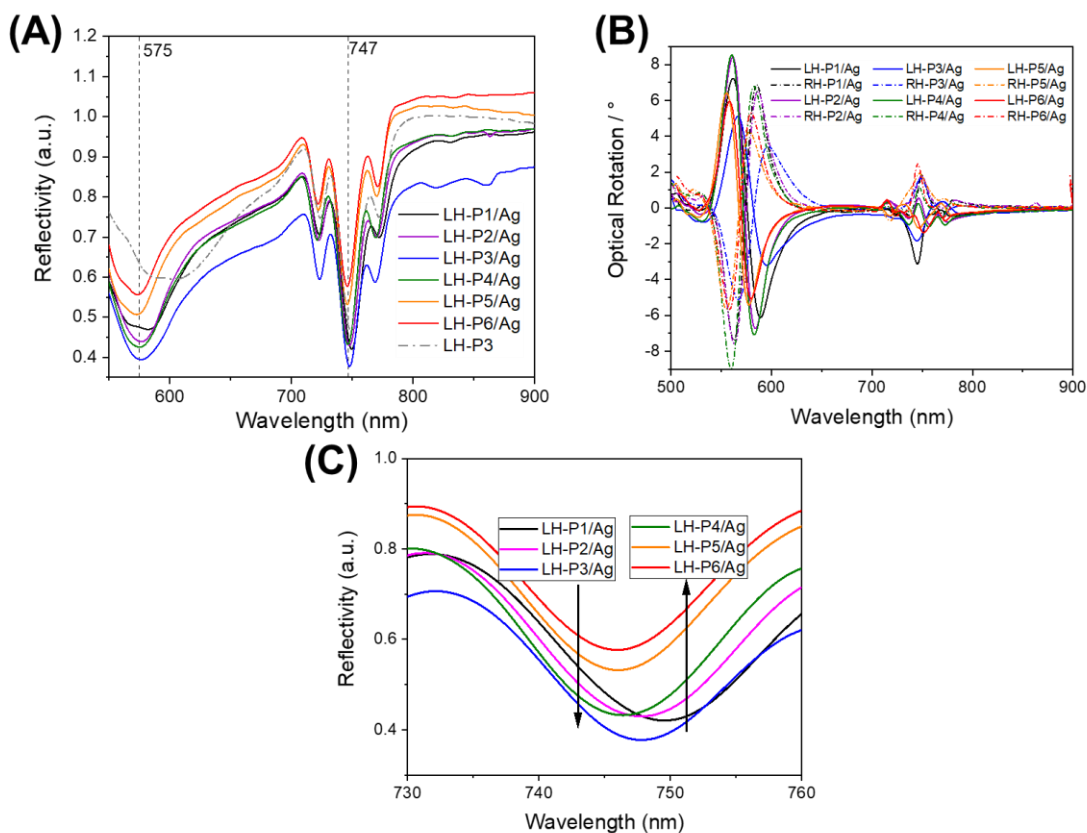 (A)
575
747
1.2
1.1
1.0
0.9
0.8
0.7
0.6
0.5
0.4
Reflectivity (a.u.)
LH-P1/Ag
LH-P2/Ag
LH-P3/Ag
LH-P4/Ag
LH-P5/Ag
LH-P6/Ag
LH-P3
600 700 800 900
Wavelength (nm)
(B)
8
6
4
2
0
-2
-4
-6
-8
Optical Rotation / °
LH-P1/Ag LH-P3/Ag LH-P5/Ag
RH-P1/Ag RH-P3/Ag RH-P5/Ag
LH-P2/Ag LH-P4/Ag LH-P6/Ag
RH-P2/Ag RH-P4/Ag RH-P6/Ag
500 600 700 800 900
Wavelength (nm)
(C)
1.0
0.8
0.6
0.4
Reflectivity (a.u.)
LH-P1/Ag LH-P4/Ag
LH-P2/Ag LH-P5/Ag
LH-P3/Ag LH-P6/Ag
730 740 750 760
Wavelength (nm)